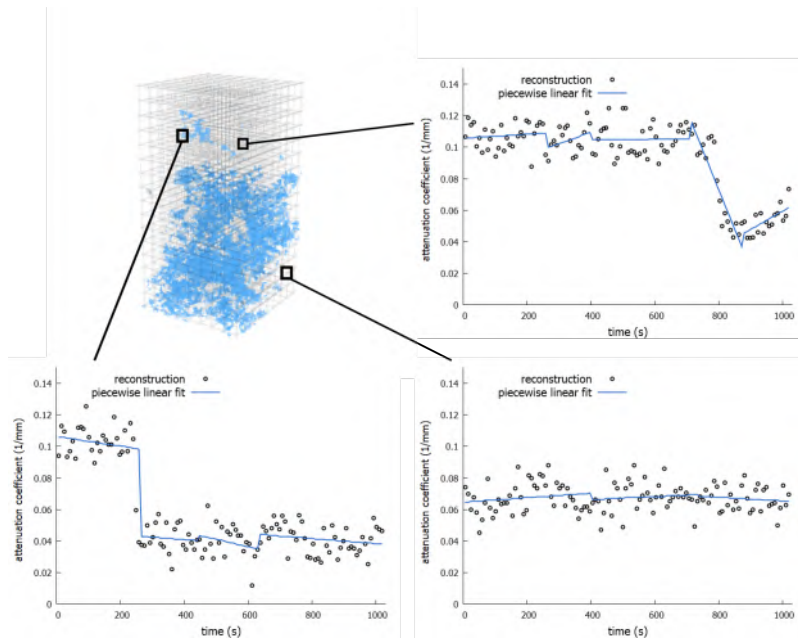 0.14
0.12
0.1
0.08
0.06
0.04
0.02
0
0 200 400 600 800 1000
time (s)
attenuation coefficient (1/mm)
reconstruction
piecewise linear fit
0.14
0.12
0.1
0.08
0.06
0.04
0.02
0
0 200 400 600 800 1000
time (s)
attenuation coefficient (1/mm)
reconstruction
piecewise linear fit
0.14
0.12
0.1
0.08
0.06
0.04
0.02
0
0 200 400 600 800 1000
time (s)
attenuation coefficient (1/mm)
reconstruction
piecewise linear fit